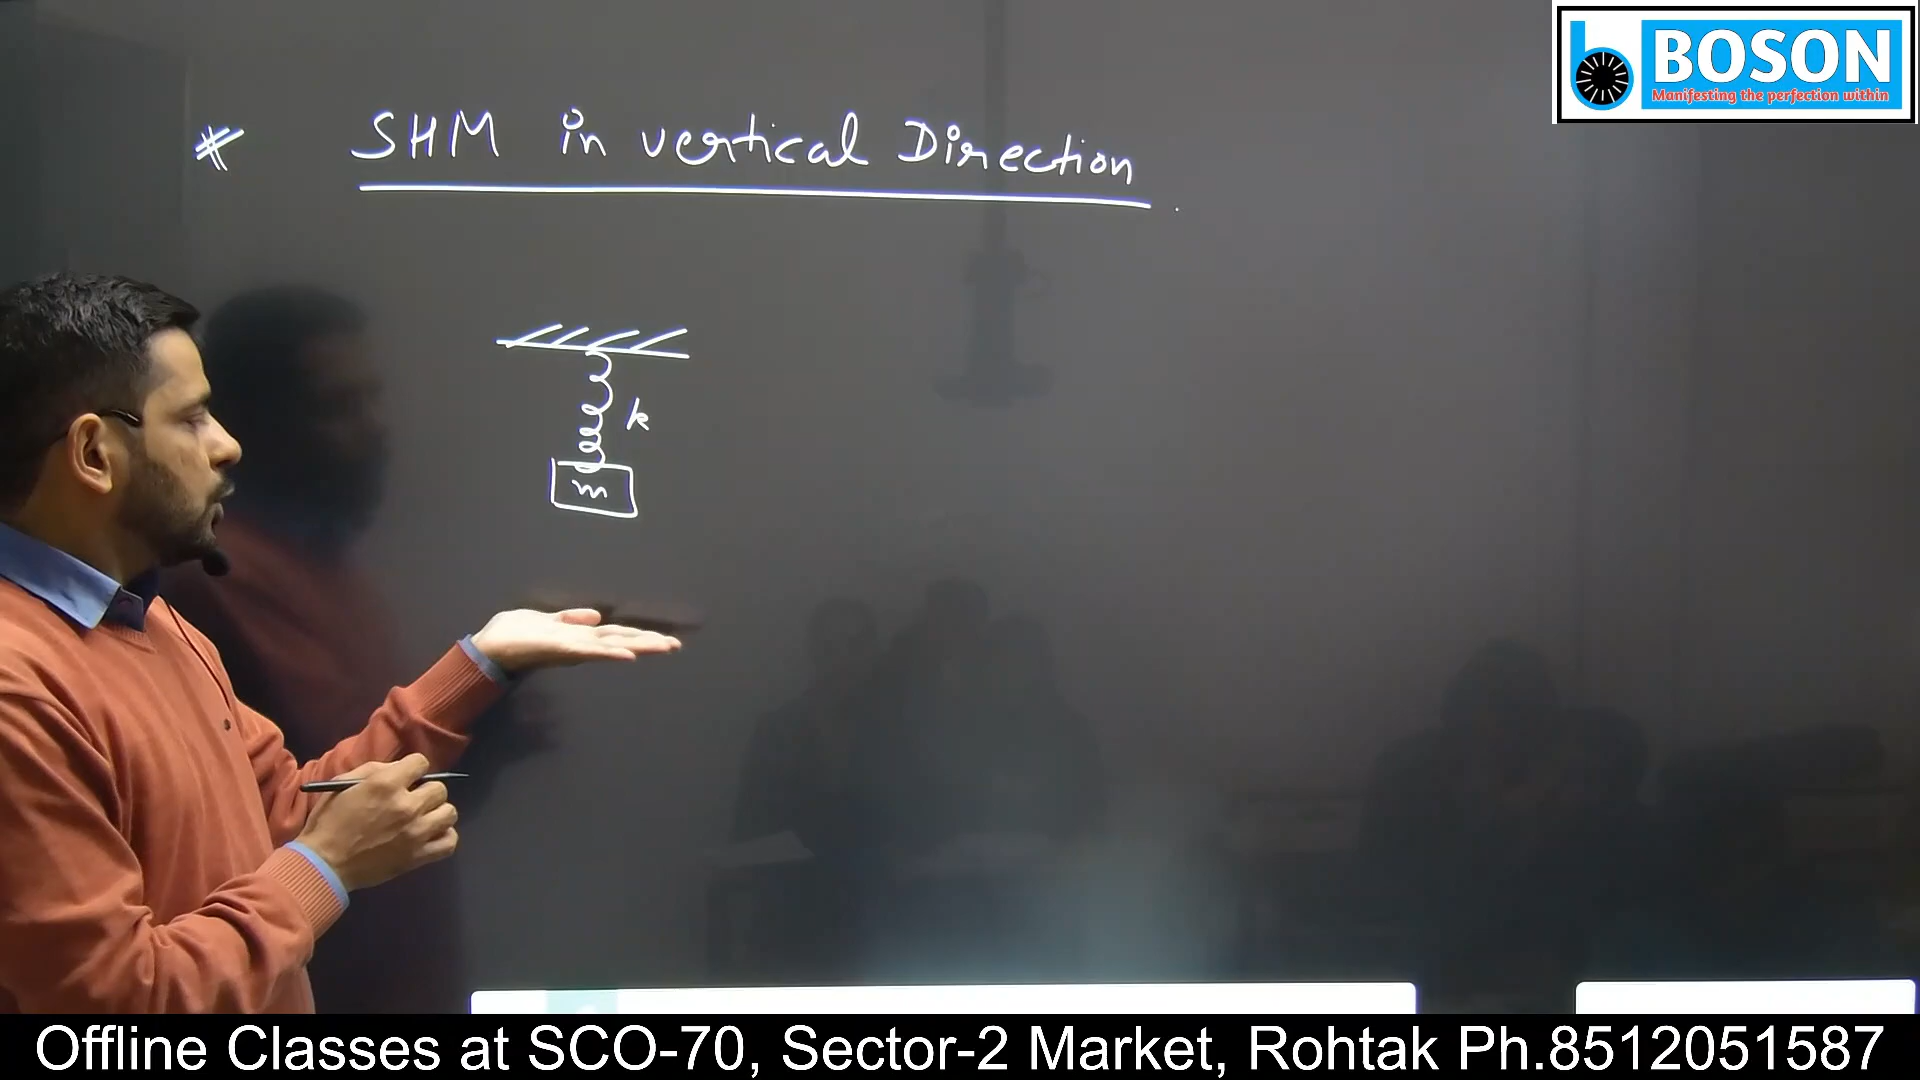 BOSON
Manifesting the perfection within
# SHM in vertical Direction
k
m
Offline Classes at SCO-70, Sector-2 Market, Rohtak Ph.8512051587